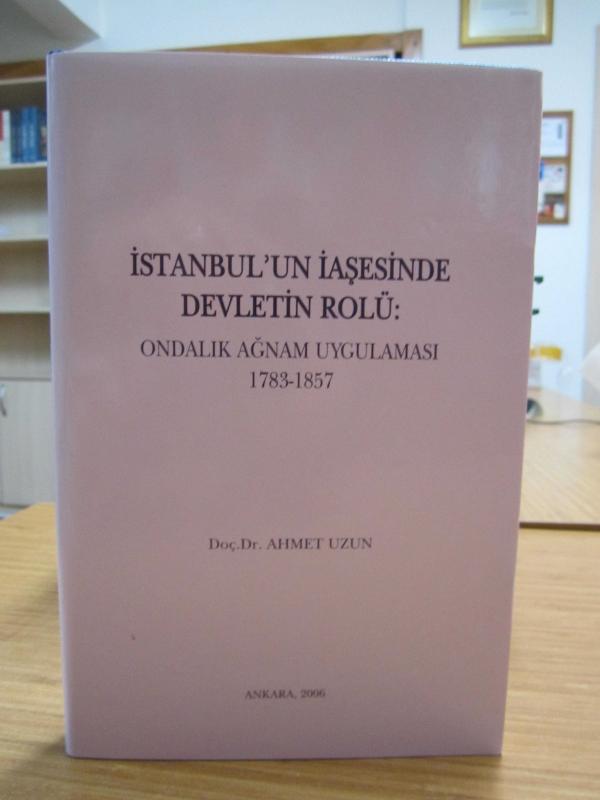 İSTANBUL'UN İAŞESİNDE
DEVLETİN ROLÜ:
ONDALIK AĞNAM UYGULAMASI
1783-1857
Doç.Dr. AHMET UZUN
ANKARA, 2006